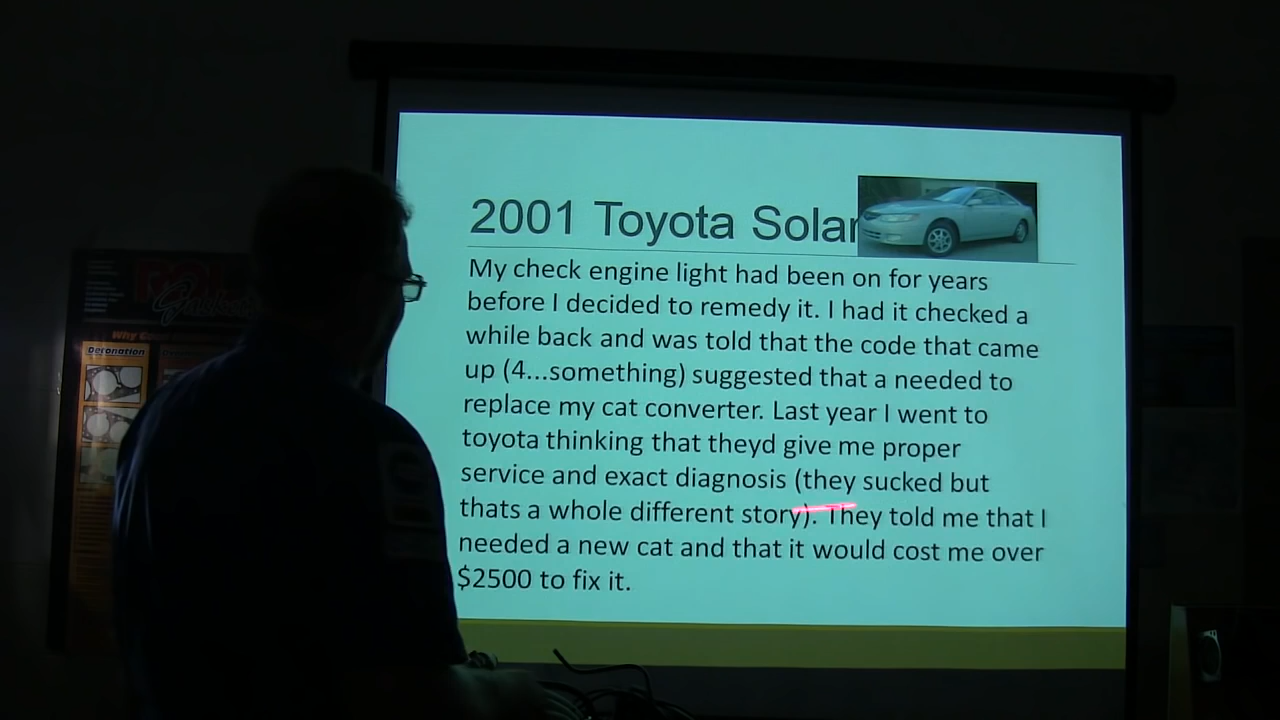 2001 Toyota Solar
My check engine light had been on for years
before I decided to remedy it. I had it checked a
while back and was told that the code that came
up (4...something) suggested that a needed to
replace my cat converter. Last year I went to
toyota thinking that theyd give me proper
service and exact diagnosis (they sucked but
thats a whole different story). They told me that I
needed a new cat and that it would cost me over
$2500 to fix it.
Gaskets
Why
Detonation